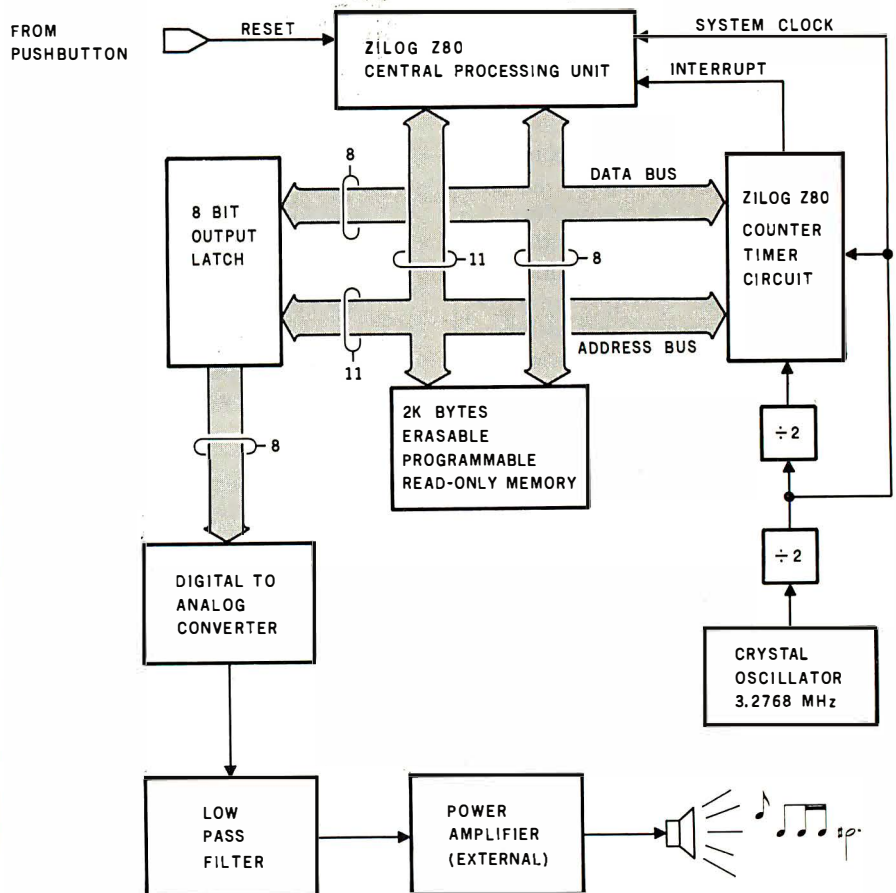 FROM
PUSHBUTTON
RESET
ZILOG Z80
CENTRAL PROCESSING UNIT
SYSTEM CLOCK
INTERRUPT
8
DATA BUS
8 BIT
OUTPUT
LATCH
ZILOG Z80
COUNTER
TIMER
CIRCUIT
11
8
11
ADDRESS BUS
2K BYTES
ERASABLE
PROGRAMMABLE
READ-ONLY MEMORY
÷2
8
÷2
DIGITAL TO
ANALOG
CONVERTER
CRYSTAL
OSCILLATOR
3.2768 MHz
LOW
PASS
FILTER
POWER
AMPLIFIER
(EXTERNAL)